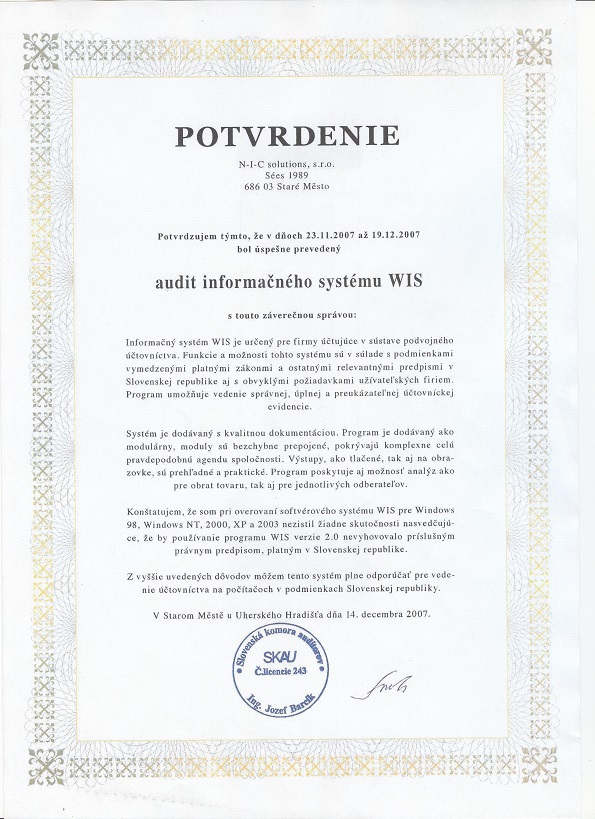 POTVRDENIE
N-I-C solutions, s.r.o.
Sées 1989
686 03 Staré Město
Potvrdzujem týmto, že v dňoch 23.11.2007 až 19.12.2007
bol úspešne prevedený
audit informačného systému WIS
s touto záverečnou správou:
Informačný systém WIS je určený pre firmy účtujúce v sústave podvojného
účtovníctva. Funkcie a možnosti tohto systému sú v súlade s podmienkami
vymedzenými platnými zákonmi a ostatnými relevantnými predpismi v
Slovenskej republike aj s obvyklými požiadavkami užívateľských firiem.
Program umožňuje vedenie správnej, úplnej a preukázateľnej účtovníckej
evidencie.
Systém je dodávaný s kvalitnou dokumentáciou. Program je dodávaný ako
modulárny, moduly sú bezchybne prepojené, pokrývajú komplexne celú
pravdepodobnú agendu spoločnosti. Výstupy, ako tlačené, tak aj na obra-
zovke, sú prehľadné a praktické. Program poskytuje aj možnosť analýz ako
pre obrat tovaru, tak aj pre jednotlivých odberateľov.
Konštatujem, že som pri overovaní softvérového systému WIS pre Windows
98, Windows NT, 2000, XP a 2003 nezistil žiadne skutočnosti nasvedčujú-
ce, že by používanie programu WIS verzie 2.0 nevyhovovalo príslušným
právnym predpisom, platným v Slovenskej republike.
Z vyššie uvedených dôvodov môžem tento systém plne odporúčať pre vede-
nie účtovníctva na počítačoch v podmienkach Slovenskej republiky.
V Starom Městě u Uherského Hradišťa dňa 14. decembra 2007.
Slovenská komora audítorov
SKAU
Č.licencie 243
Ing. Jozef Barcík